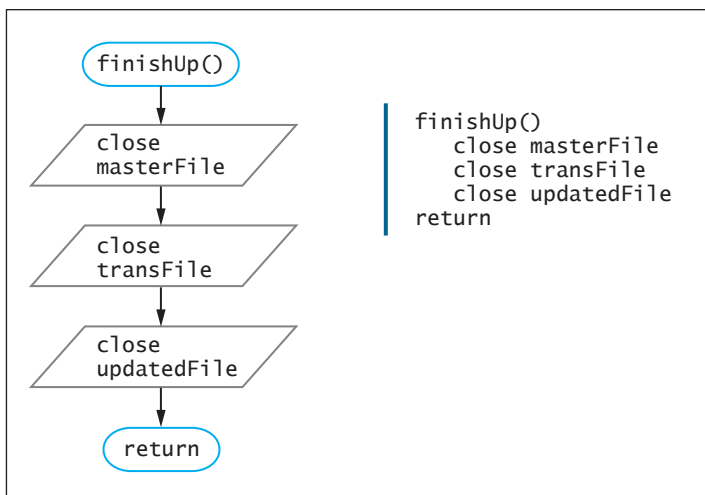 finishUp()
close
masterFile
close
transFile
close
updatedFile
return
finishUp()
close masterFile
close transFile
close updatedFile
return